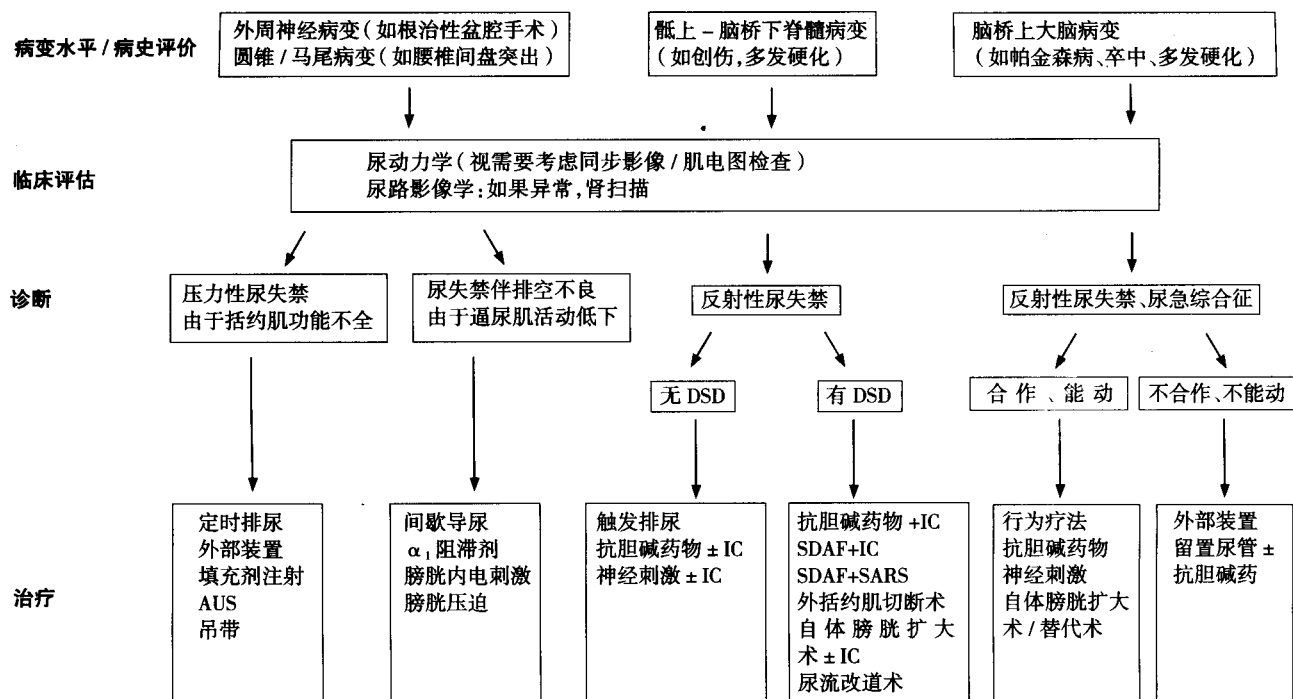 病变水平/病史评价
外周神经病变(如根治性盆腔手术)
圆锥/马尾病变(如腰椎间盘突出)
骶上-脑桥下脊髓病变
(如创伤,多发硬化)
脑桥上大脑病变
(如帕金森病、卒中、多发硬化)
临床评估
尿动力学(视需要考虑同步影像/肌电图检查)
尿路影像学:如果异常,肾扫描
诊断
压力性尿失禁
由于括约肌功能不全
尿失禁伴排空不良
由于逼尿肌活动低下
反射性尿失禁
反射性尿失禁、尿急综合征
无 DSD
有 DSD
合作、能动
不合作、不能动
治疗
定时排尿
外部装置
填充剂注射
AUS
吊带
间歇导尿
α₁阻滞剂
膀胱内电刺激
膀胱压迫
触发排尿
抗胆碱药物 ± IC
神经刺激 ± IC
抗胆碱药物 +IC
SDAF+IC
SDAF+SARS
外括约肌切断术
自体膀胱扩大
术 ± IC
尿流改道术
行为疗法
抗胆碱药物
神经刺激
自体膀胱扩大
术/替代术
外部装置
留置尿管 ±
抗胆碱药